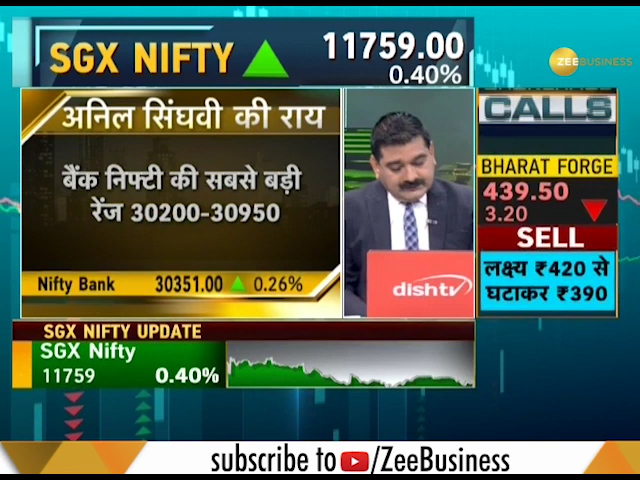 SGX NIFTY
11759.00
0.40%
ZEEBUSINESS
अनिल सिंघवी की राय
बैंक निफ्टी की सबसे बड़ी
रेंज 30200-30950
Nifty Bank 30351.00 0.26%
dishtv
CALLS
BHARAT FORGE
439.50
3.20
SELL
लक्ष्य ₹420 से
घटाकर ₹390
SGX NIFTY UPDATE
SGX Nifty
11759 0.40%
subscribe to /ZeeBusiness